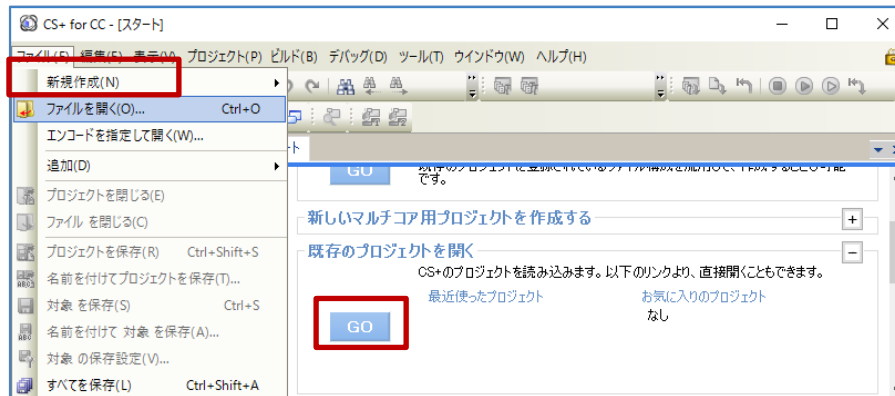 CS+ for CC - [スタート]
ファイル(F) 編集(E) 表示(V) プロジェクト(P) ビルド(B) デバッグ(D) ツール(T) ウインドウ(W) ヘルプ(H)
新規作成(N)
ファイルを開く(O)... Ctrl+O
エンコードを指定して開く(W)...
追加(D)
プロジェクトを閉じる(E)
ファイル を閉じる(C)
プロジェクトを保存(R) Ctrl+Shift+S
名前を付けてプロジェクトを保存(T)...
対象 を保存(S) Ctrl+S
名前を付けて 対象 を保存(A)...
対象 の保存設定(V)...
すべてを保存(L) Ctrl+Shift+A
ト
GO
です。
新しいマルチコア用プロジェクトを作成する
既存のプロジェクトを開く
CS+のプロジェクトを読み込みます。以下のリンクより、直接開くこともできます。
最近使ったプロジェクト お気に入りのプロジェクト
なし
GO